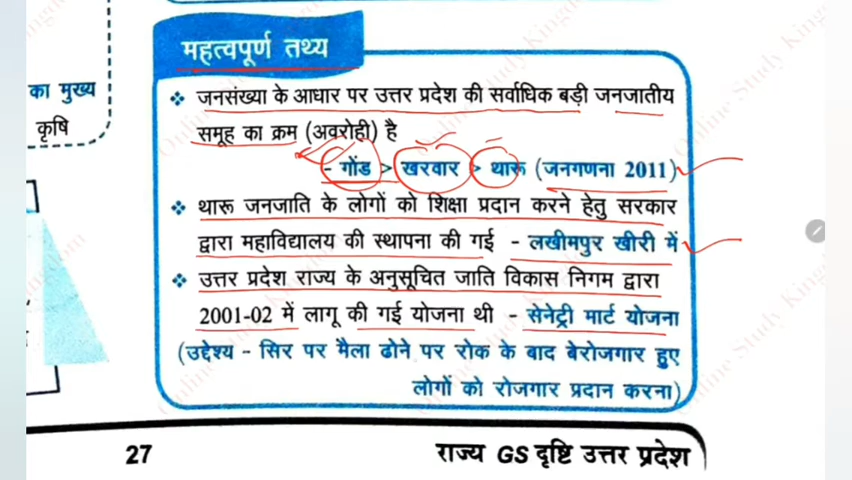 महत्वपूर्ण तथ्य
का मुख्य
कृषि
❖ जनसंख्या के आधार पर उत्तर प्रदेश की सर्वाधिक बड़ी जनजातीय
समूह का क्रम (अवरोही) है
- गोंड > खरवार > थारू (जनगणना 2011)
❖ थारू जनजाति के लोगों को शिक्षा प्रदान करने हेतु सरकार
द्वारा महाविद्यालय की स्थापना की गई - लखीमपुर खीरी में
❖ उत्तर प्रदेश राज्य के अनुसूचित जाति विकास निगम द्वारा
2001-02 में लागू की गई योजना थी - सेनेट्री मार्ट योजना
(उद्देश्य - सिर पर मैला ढोने पर रोक के बाद बेरोजगार हुए
लोगों को रोजगार प्रदान करना)
27
राज्य GS दृष्टि उत्तर प्रदेश